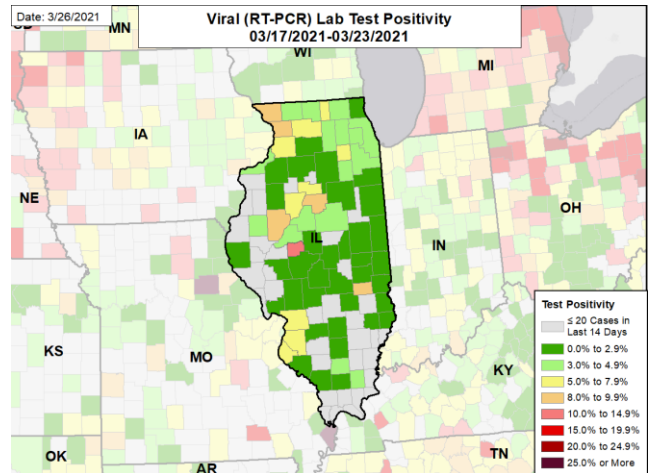 Date: 3/26/2021
Viral (RT-PCR) Lab Test Positivity
03/17/2021-03/23/2021
MN
WI
MI
IA
NE
IL
IN
OH
KS
MO
KY
OK
AR
TN
Test Positivity
≤ 20 Cases in
Last 14 Days
0.0% to 2.9%
3.0% to 4.9%
5.0% to 7.9%
8.0% to 9.9%
10.0% to 14.9%
15.0% to 19.9%
20.0% to 24.9%
25.0% or More